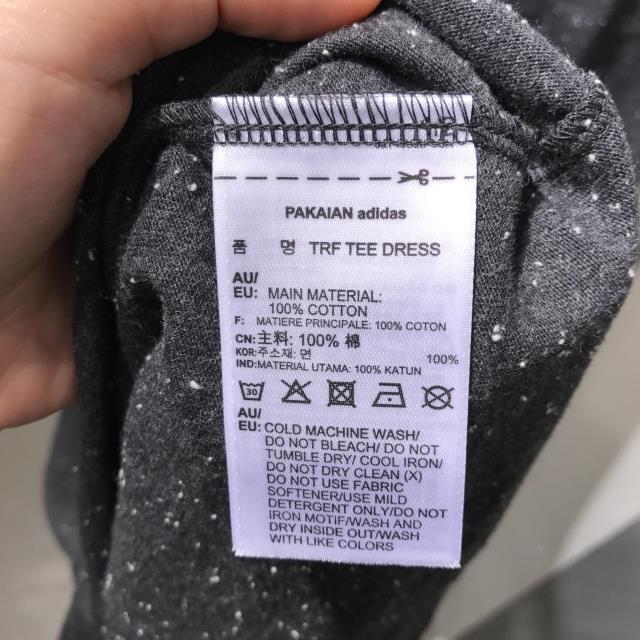 PAKAIAN adidas
품 명 TRF TEE DRESS
AU/
EU: MAIN MATERIAL:
100% COTTON
F: MATIERE PRINCIPALE: 100% COTON
CN: 主料: 100% 棉
KOR: 주소재: 면 100%
IND: MATERIAL UTAMA: 100% KATUN
30
AU/
EU: COLD MACHINE WASH/
DO NOT BLEACH/ DO NOT
TUMBLE DRY/ COOL IRON/
DO NOT DRY CLEAN (X)
DO NOT USE FABRIC
SOFTENER/USE MILD
DETERGENT ONLY/DO NOT
IRON MOTIF/WASH AND
DRY INSIDE OUT/WASH
WITH LIKE COLORS